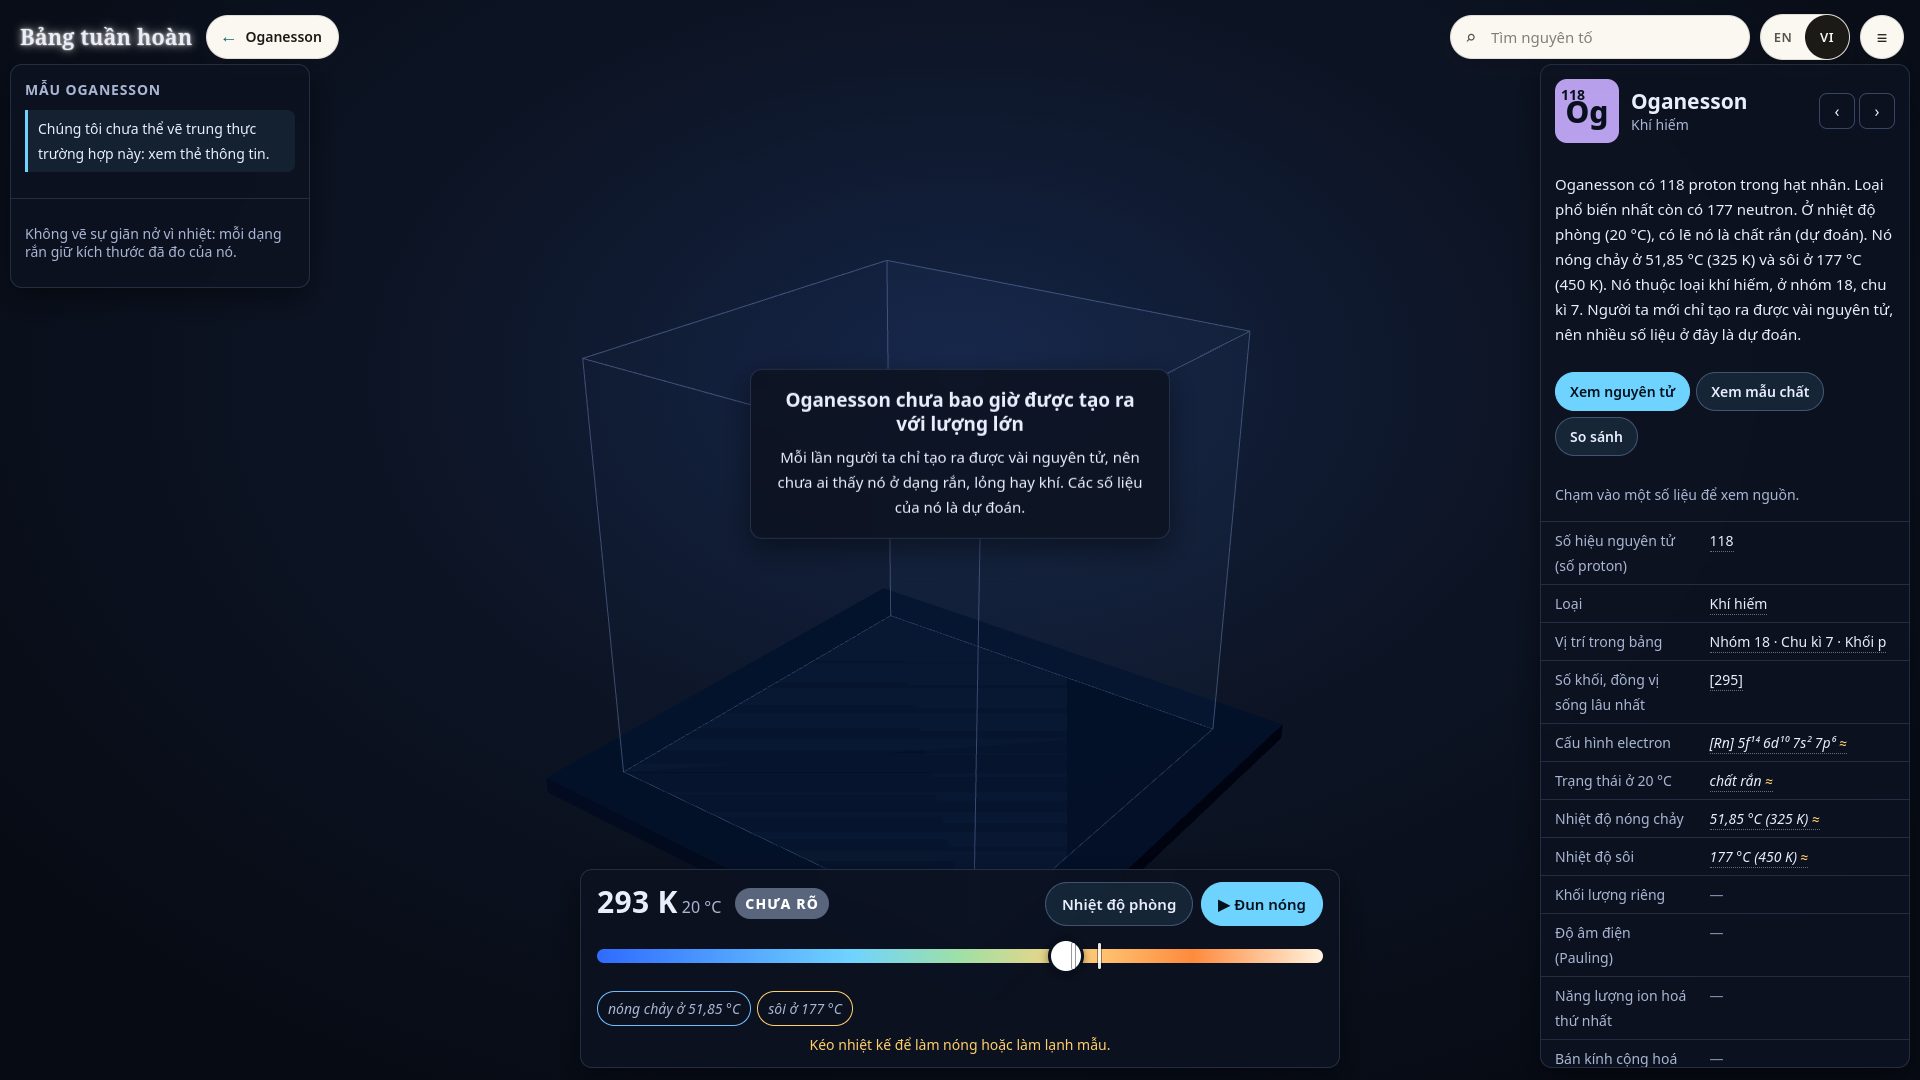 Bảng tuần hoàn
← Oganesson
Tìm nguyên tố
EN
VI
≡
MẪU OGANESSON
Chúng tôi chưa thể vẽ trung thực
trường hợp này: xem thẻ thông tin.
Không vẽ sự giãn nở vì nhiệt: mỗi dạng
rắn giữ kích thước đã đo của nó.
Oganesson chưa bao giờ được tạo ra
với lượng lớn
Mỗi lần người ta chỉ tạo ra được vài nguyên tử, nên
chưa ai thấy nó ở dạng rắn, lỏng hay khí. Các số liệu
của nó là dự đoán.
293 K 20 °C CHƯA RÕ
Nhiệt độ phòng
▶ Đun nóng
nóng chảy ở 51,85 °C
sôi ở 177 °C
Kéo nhiệt kế để làm nóng hoặc làm lạnh mẫu.
118
Og
Oganesson
Khí hiếm
‹ ›
Oganesson có 118 proton trong hạt nhân. Loại
phổ biến nhất còn có 177 neutron. Ở nhiệt độ
phòng (20 °C), có lẽ nó là chất rắn (dự đoán). Nó
nóng chảy ở 51,85 °C (325 K) và sôi ở 177 °C
(450 K). Nó thuộc loại khí hiếm, ở nhóm 18, chu
kì 7. Người ta mới chỉ tạo ra được vài nguyên tử,
nên nhiều số liệu ở đây là dự đoán.
Xem nguyên tử
Xem mẫu chất
So sánh
Chạm vào một số liệu để xem nguồn.
Số hiệu nguyên tử
(số proton)
118
Loại
Khí hiếm
Vị trí trong bảng
Nhóm 18 · Chu kì 7 · Khối p
Số khối, đồng vị
sống lâu nhất
[295]
Cấu hình electron
[Rn] 5f¹⁴ 6d¹⁰ 7s² 7p⁶ ≈
Trạng thái ở 20 °C
chất rắn ≈
Nhiệt độ nóng chảy
51,85 °C (325 K) ≈
Nhiệt độ sôi
177 °C (450 K) ≈
Khối lượng riêng
—
Độ âm điện
(Pauling)
—
Năng lượng ion hoá
thứ nhất
—
Bán kính cộng hoá
—